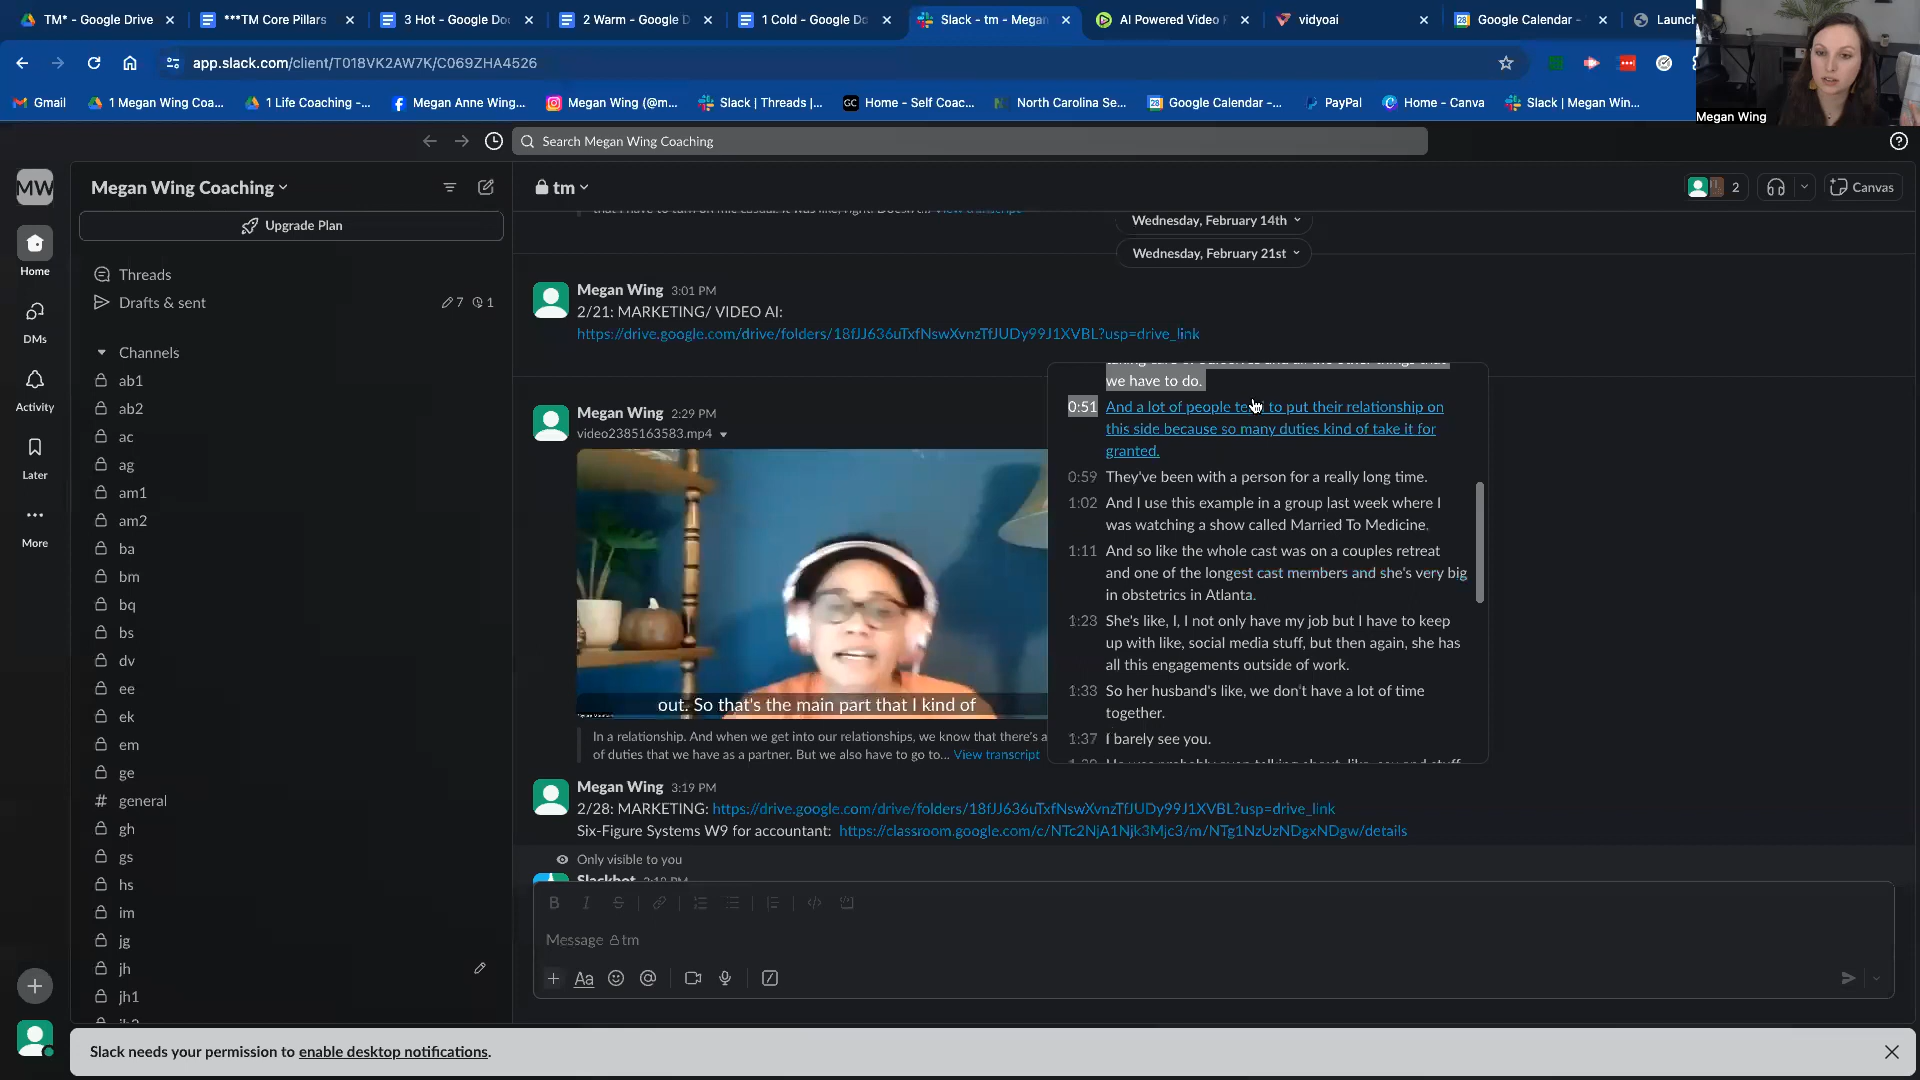 TM* - Google Drive
***TM Core Pillars
3 Hot - Google Do
2 Warm - Google D
1 Cold - Google Do
Slack - tm - Megan
AI Powered Video
vidyoai
Google Calendar -
Launch
app.slack.com/client/T018VK2AW7K/C069ZHA4526
Gmail
1 Megan Wing Coa...
1 Life Coaching -...
Megan Anne Wing...
Megan Wing (@m...
Slack | Threads |...
Home - Self Coac...
North Carolina Se...
Google Calendar -...
PayPal
Home - Canva
Slack | Megan Win...
Megan Wing
Search Megan Wing Coaching
MW
Megan Wing Coaching
Upgrade Plan
Home
DMs
Activity
Later
More
Threads
Drafts & sent
7
1
Channels
ab1
ab2
ac
ag
am1
am2
ba
bm
bq
bs
dv
ee
ek
em
ge
general
gh
gs
hs
im
jg
jh
jh1
tm
2
Canvas
Wednesday, February 14th
Wednesday, February 21st
Megan Wing 3:01 PM
2/21: MARKETING/ VIDEO AI:
https://drive.google.com/drive/folders/18fJJ636uTxfNswXvnzTfJUDy99J1XVBL?usp=drive_link
Megan Wing 2:29 PM
video2385163583.mp4
out. So that's the main part that I kind of
In a relationship. And when we get into our relationships, we know that there's a
of duties that we have as a partner. But we also have to go to... View transcript
we have to do.
0:51 And a lot of people tend to put their relationship on
this side because so many duties kind of take it for
granted.
0:59 They've been with a person for a really long time.
1:02 And I use this example in a group last week where I
was watching a show called Married To Medicine.
1:11 And so like the whole cast was on a couples retreat
and one of the longest cast members and she's very big
in obstetrics in Atlanta.
1:23 She's like, I, I not only have my job but I have to keep
up with like, social media stuff, but then again, she has
all this engagements outside of work.
1:33 So her husband's like, we don't have a lot of time
together.
1:37 I barely see you.
Megan Wing 3:19 PM
2/28: MARKETING: https://drive.google.com/drive/folders/18fJJ636uTxfNswXvnzTfJUDy99J1XVBL?usp=drive_link
Six-Figure Systems W9 for accountant: https://classroom.google.com/c/NTc2NjA1Njk3Mjc3/m/NTg1NzUzNDgxNDgw/details
Only visible to you
Slackbot
Message tm
Slack needs your permission to enable desktop notifications.